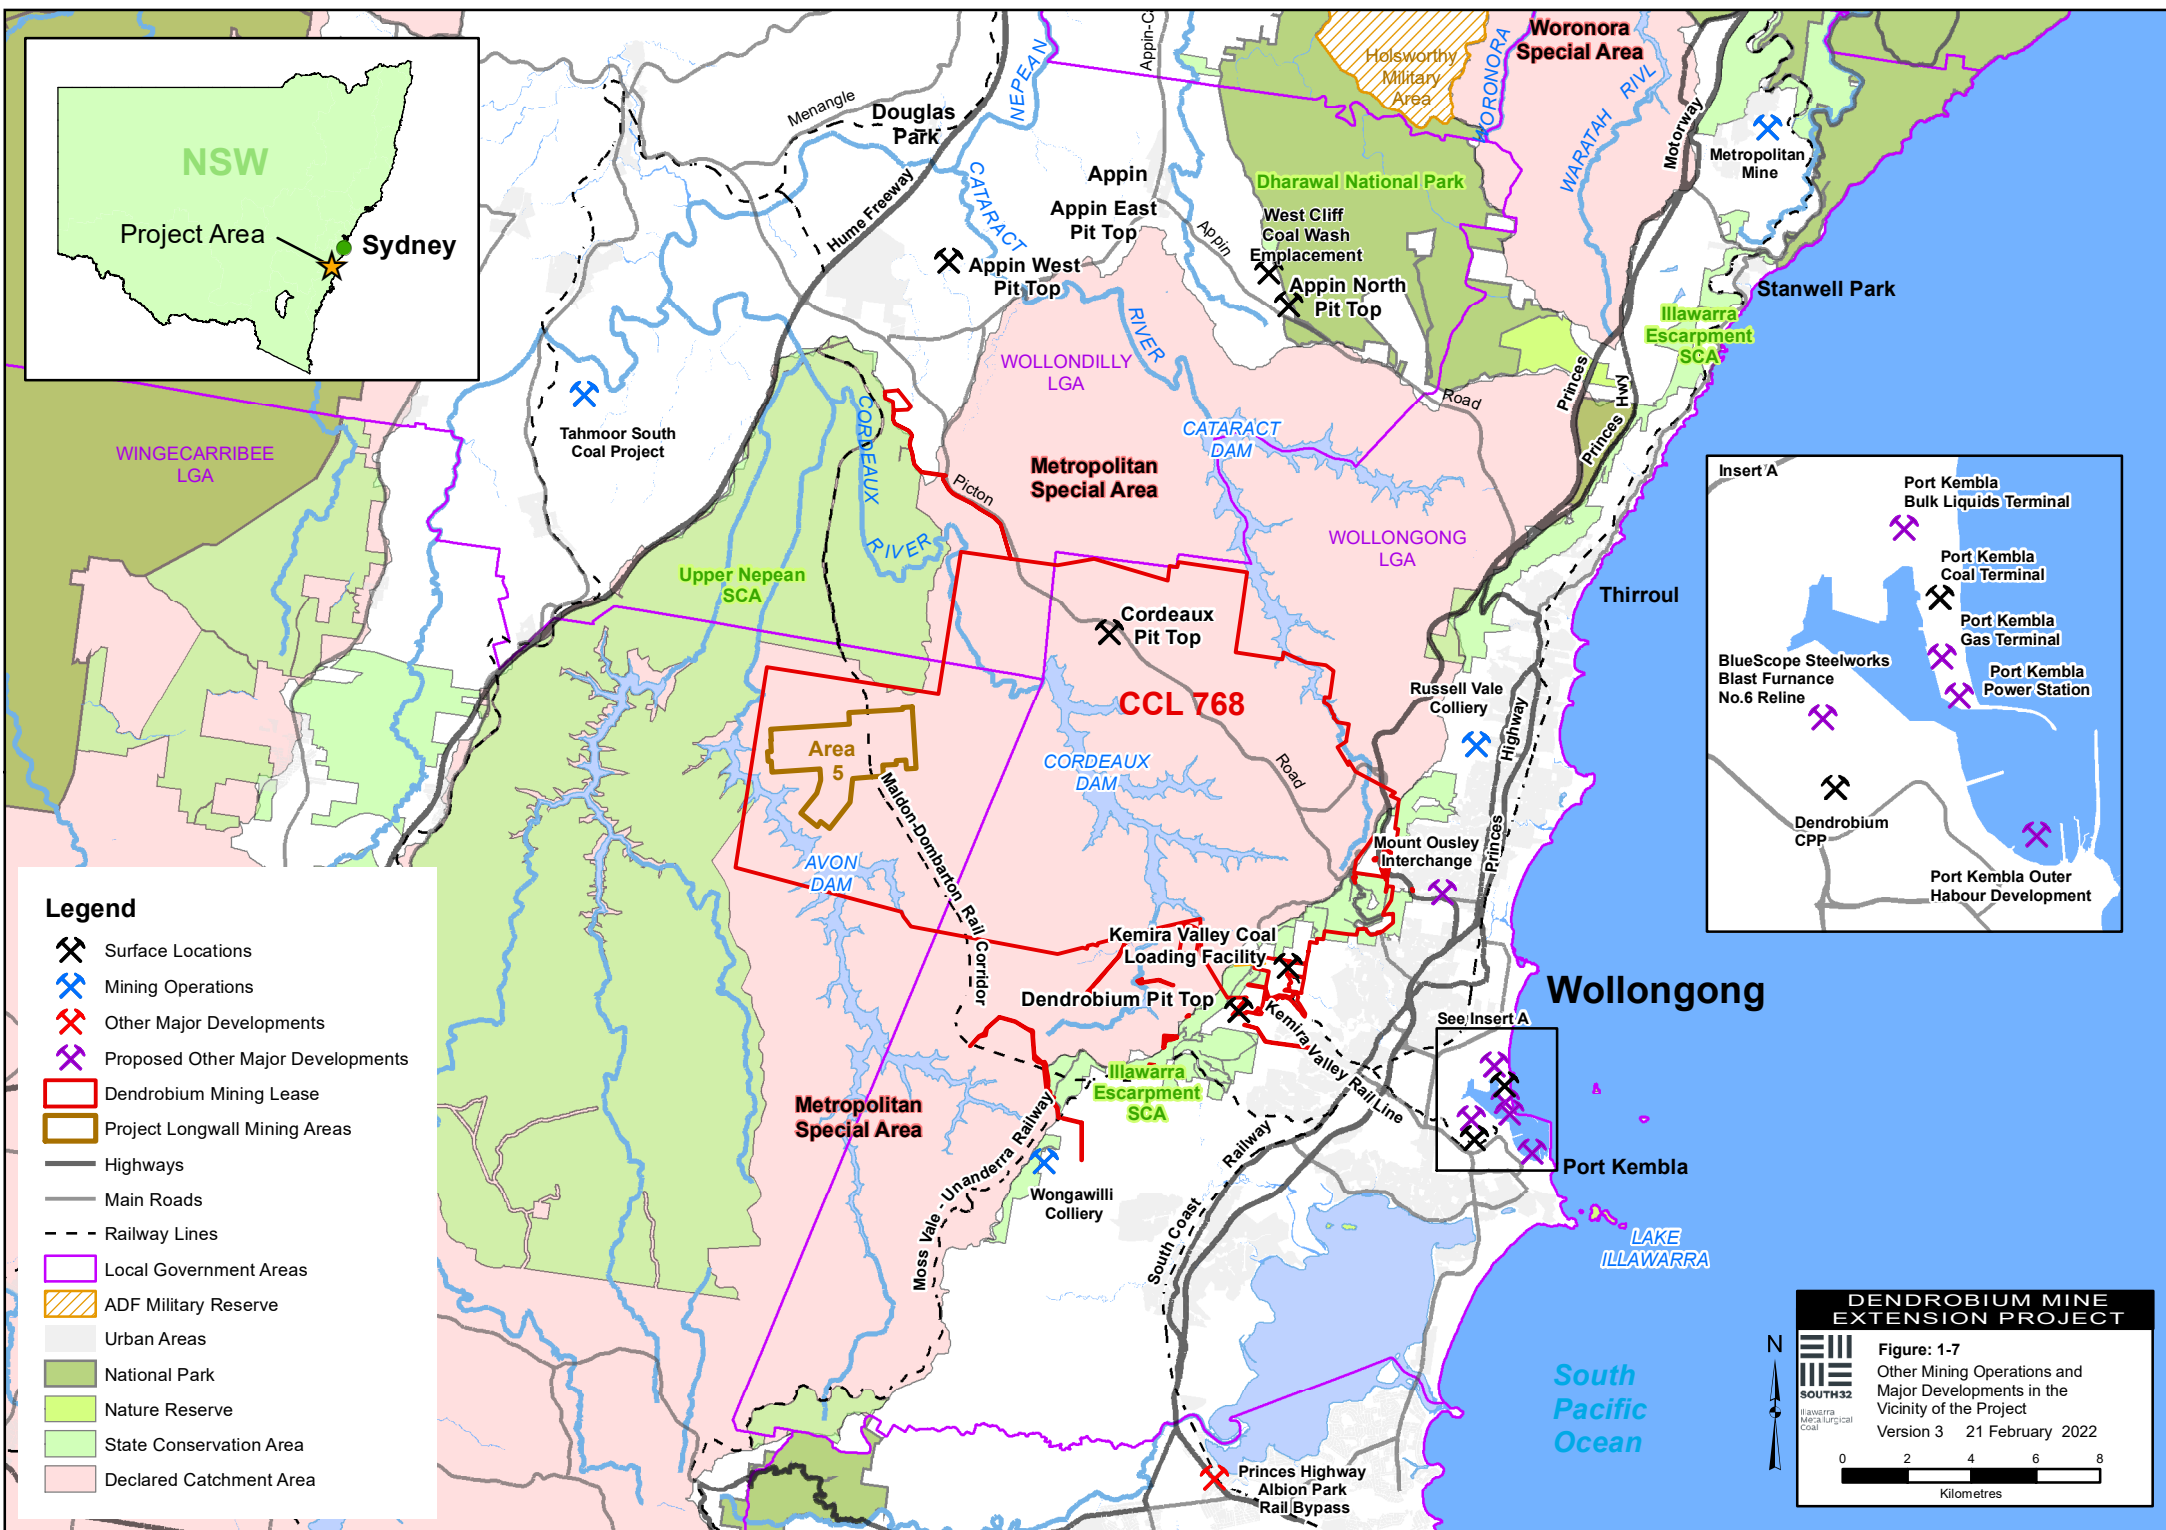 NSW
Project Area
Sydney
Menangle
Douglas
Park
NEPEAN
Hume Freeway
CATARACT
Appin
Appin East
Pit Top
Appin West
Pit Top
Appin
Holsworthy
Military
Area
Woronora
Special Area
WORONORA
WARATAH
RIVL
Motorway
Metropolitan
Mine
Dharawal National Park
West Cliff
Coal Wash
Emplacement
Appin North
Pit Top
Stanwell Park
Illawarra
Escarpment
SCA
RIVER
WOLLONDILLY
LGA
Princes
Hwy
Princes
Road
Tahmoor South
Coal Project
WINGECARRIBEE
LGA
CORDEAUX
RIVER
CATARACT
DAM
Metropolitan
Special Area
Picton
WOLLONGONG
LGA
Upper Nepean
SCA
Thirroul
Cordeaux
Pit Top
CCL 768
Russell Vale
Colliery
Highway
Princes
Area
5
CORDEAUX
DAM
Road
Maldon-Dombarton Rail Corridor
AVON
DAM
Mount Ousley
Interchange
Kemira Valley Coal
Loading Facility
Dendrobium Pit Top
Kemira Valley Rail Line
Wollongong
See Insert A
Illawarra
Escarpment
SCA
Metropolitan
Special Area
Moss Vale - Unanderra Railway
Wongawilli
Colliery
South Coast
Railway
Port Kembla
LAKE
ILLAWARRA
South
Pacific
Ocean
Princes Highway
Albion Park
Rail Bypass
Insert A
Port Kembla
Bulk Liquids Terminal
Port Kembla
Coal Terminal
Port Kembla
Gas Terminal
BlueScope Steelworks
Blast Furnance
No.6 Reline
Port Kembla
Power Station
Dendrobium
CPP
Port Kembla Outer
Habour Development
Legend
Surface Locations
Mining Operations
Other Major Developments
Proposed Other Major Developments
Dendrobium Mining Lease
Project Longwall Mining Areas
Highways
Main Roads
Railway Lines
Local Government Areas
ADF Military Reserve
Urban Areas
National Park
Nature Reserve
State Conservation Area
Declared Catchment Area
N
DENDROBIUM MINE
EXTENSION PROJECT
SOUTH32
Illawarra
Metallurgical
Coal
Figure: 1-7
Other Mining Operations and
Major Developments in the
Vicinity of the Project
Version 3 21 February 2022
0 2 4 6 8
Kilometres